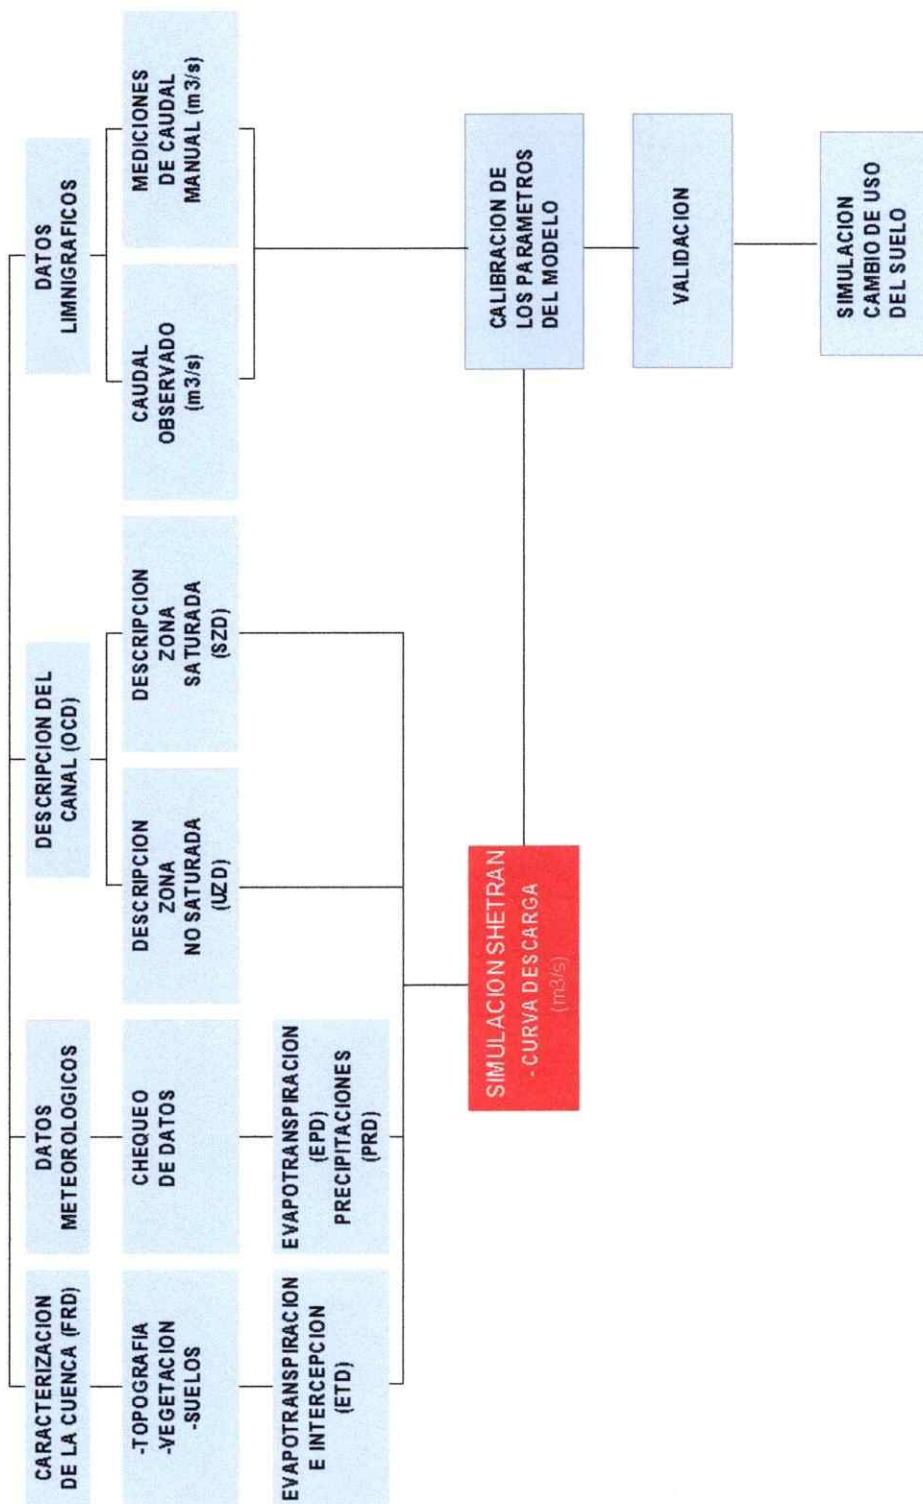 CARACTERIZACION
DE LA CUENCA (FRD)
DATOS
METEOROLOGICOS
DESCRIPCION DEL
CANAL (OCD)
DATOS
LIMNIGRAFICOS
-TOPOGRAFIA
-VEGETACION
-SUELOS
CHEQUEO
DE DATOS
DESCRIPCION
ZONA
NO SATURADA
(UZD)
DESCRIPCION
ZONA
SATURADA
(SZD)
CAUDAL
OBSERVADO
(m3/s)
MEDICIONES
DE CAUDAL
MANUAL (m3/s)
EVAPOTRANSPIRACION
E INTERCEPCION
(ETD)
EVAPOTRANSPIRACION
(EPD)
PRECIPITACIONES
(PRD)
SIMULACION SHETRAN
- CURVA DESCARGA
(m3/s)
CALIBRACION DE
LOS PARAMETROS
DEL MODELO
VALIDACION
SIMULACION
CAMBIO DE USO
DEL SUELO